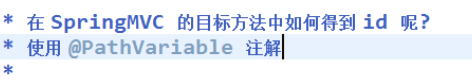 * 在 SpringMVC 的目标方法中如何得到 id 呢?
* 使用 @PathVariable 注解
*